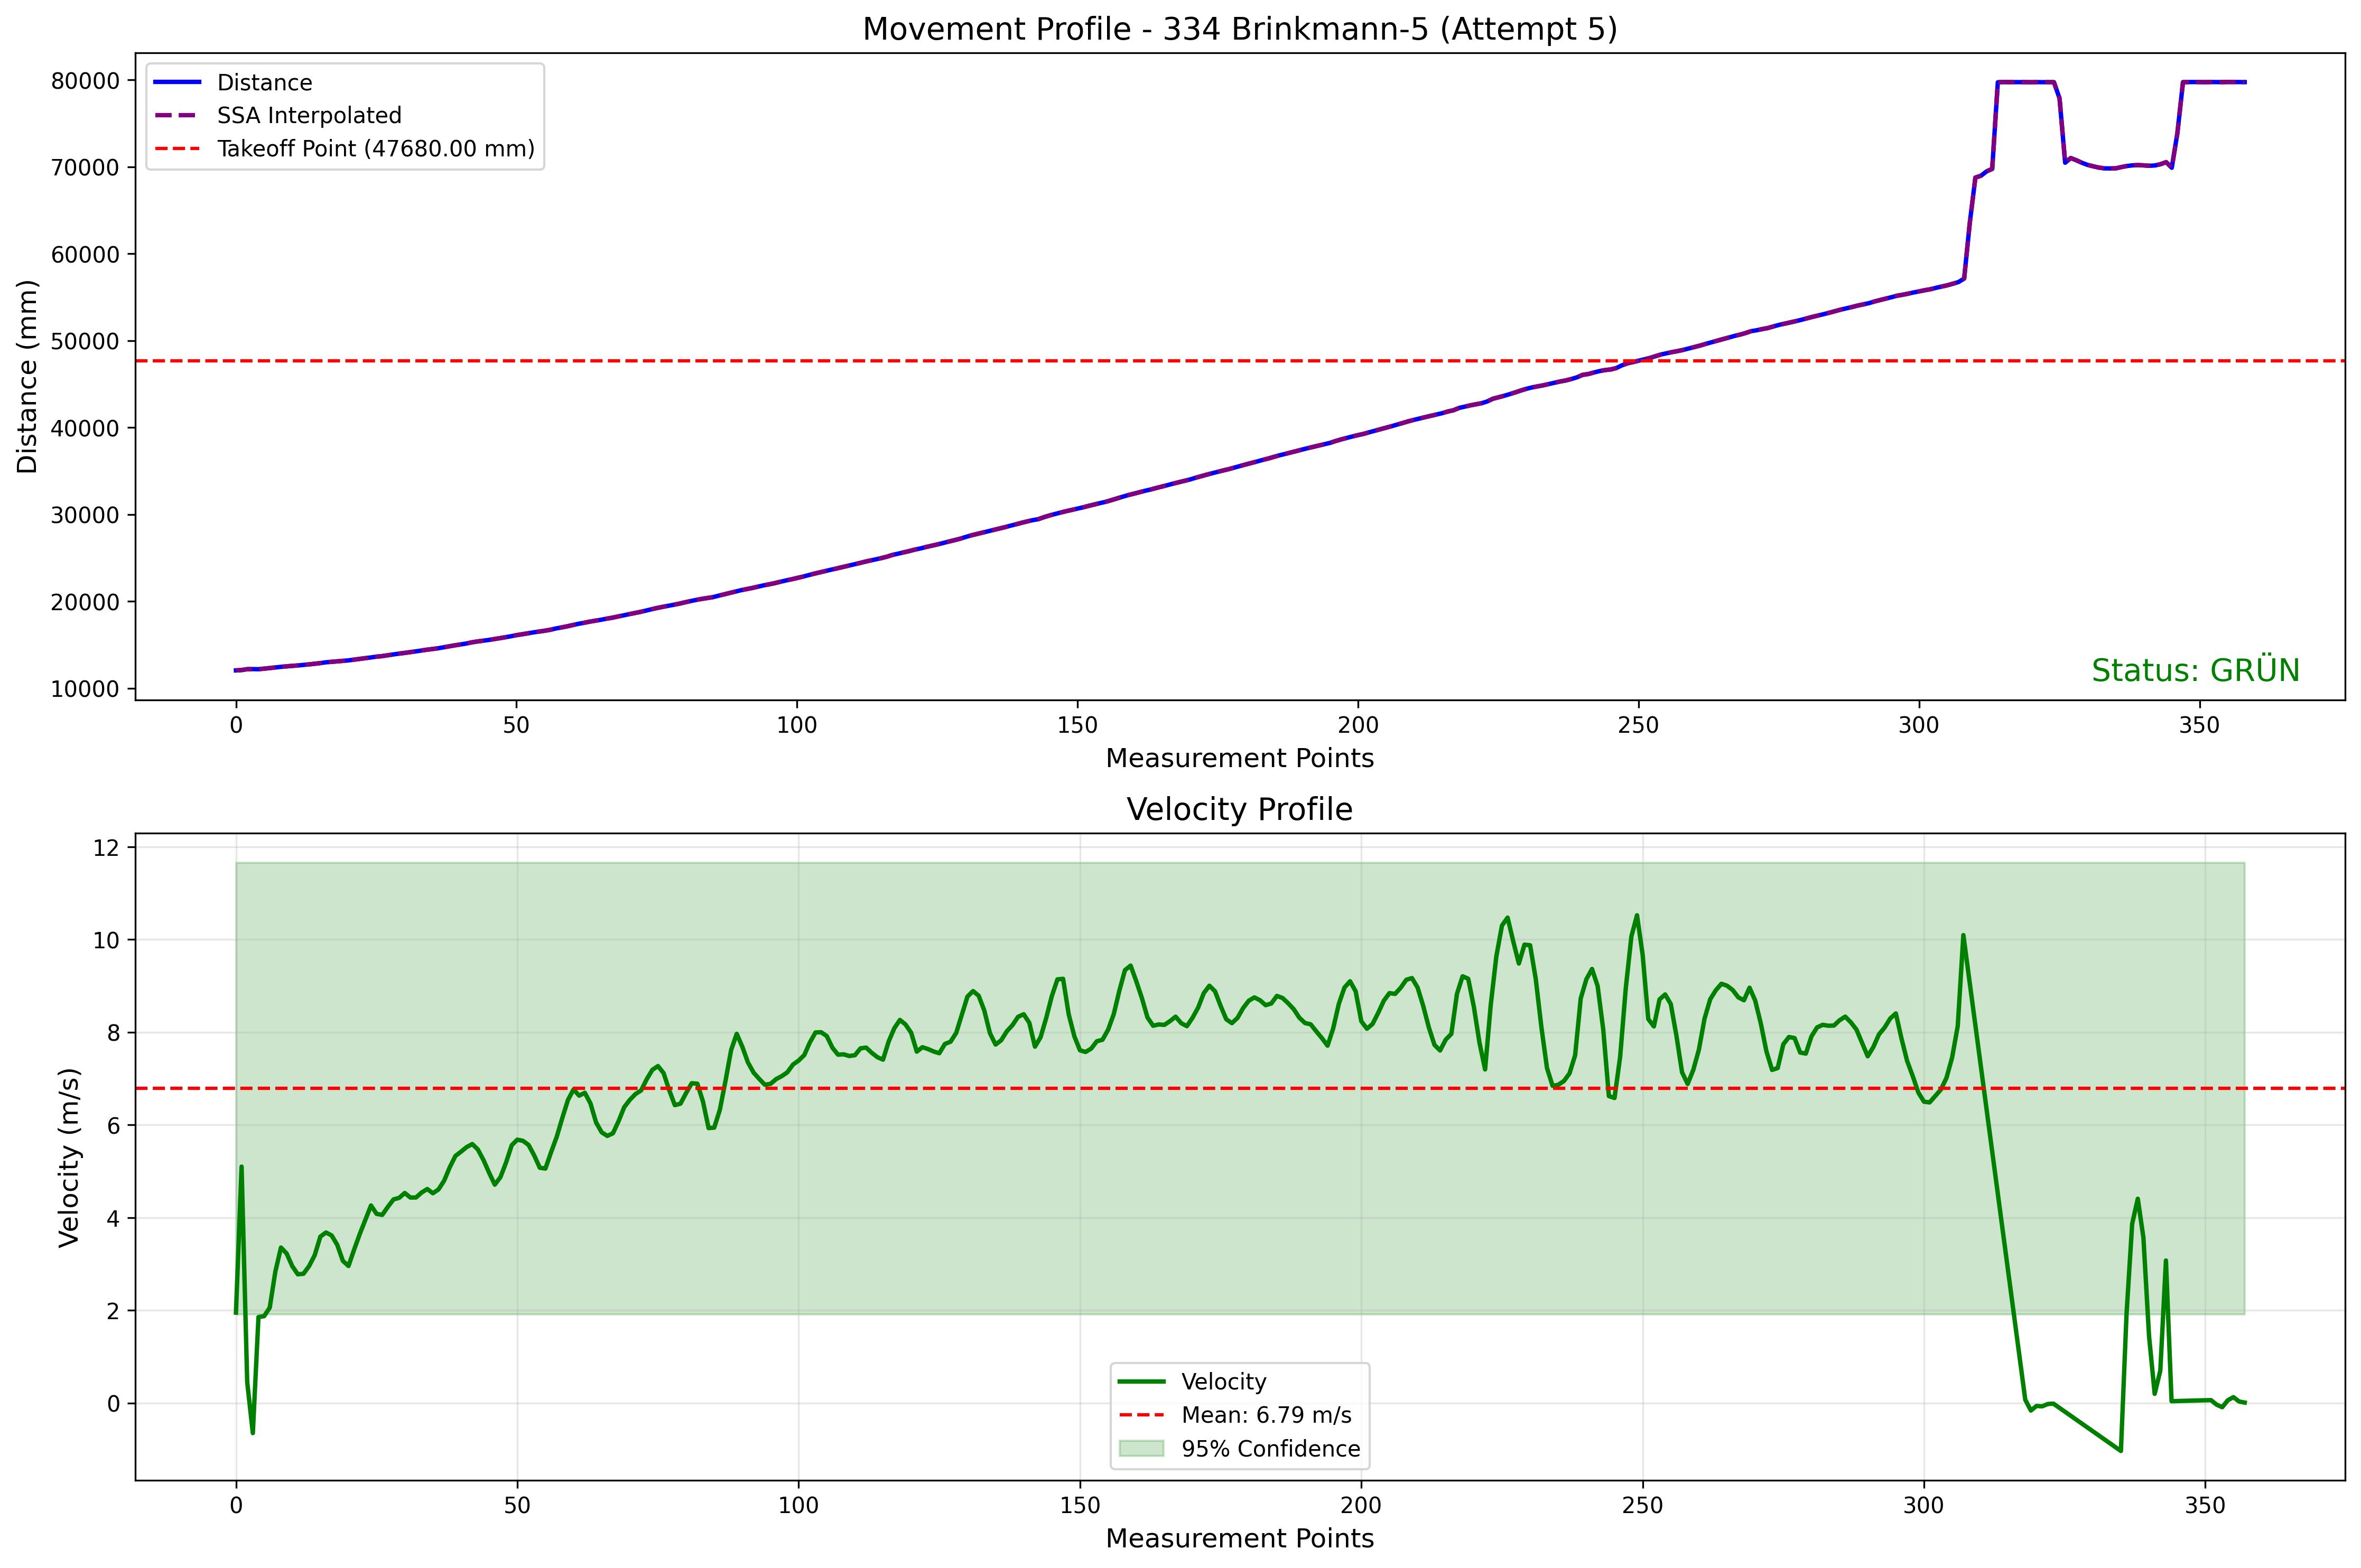 Movement Profile - 334 Brinkmann-5 (Attempt 5)
Distance
SSA Interpolated
Takeoff Point (47680.00 mm)
Distance (mm)
80000
70000
60000
50000
40000
30000
20000
10000
Status: GRÜN
0 50 100 150 200 250 300 350
Measurement Points
Velocity Profile
Velocity (m/s)
12
10
8
6
4
2
0
Velocity
Mean: 6.79 m/s
95% Confidence
0 50 100 150 200 250 300 350
Measurement Points